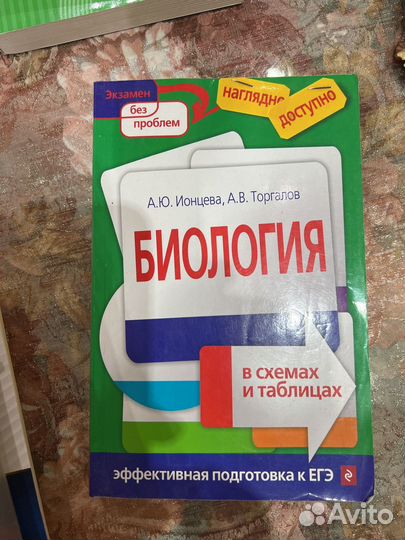 Экзамен
без
проблем
наглядно
доступно
А.Ю. Ионцева, А.В. Торгалов
БИОЛОГИЯ
в схемах
и таблицах
эффективная подготовка к ЕГЭ
Avito